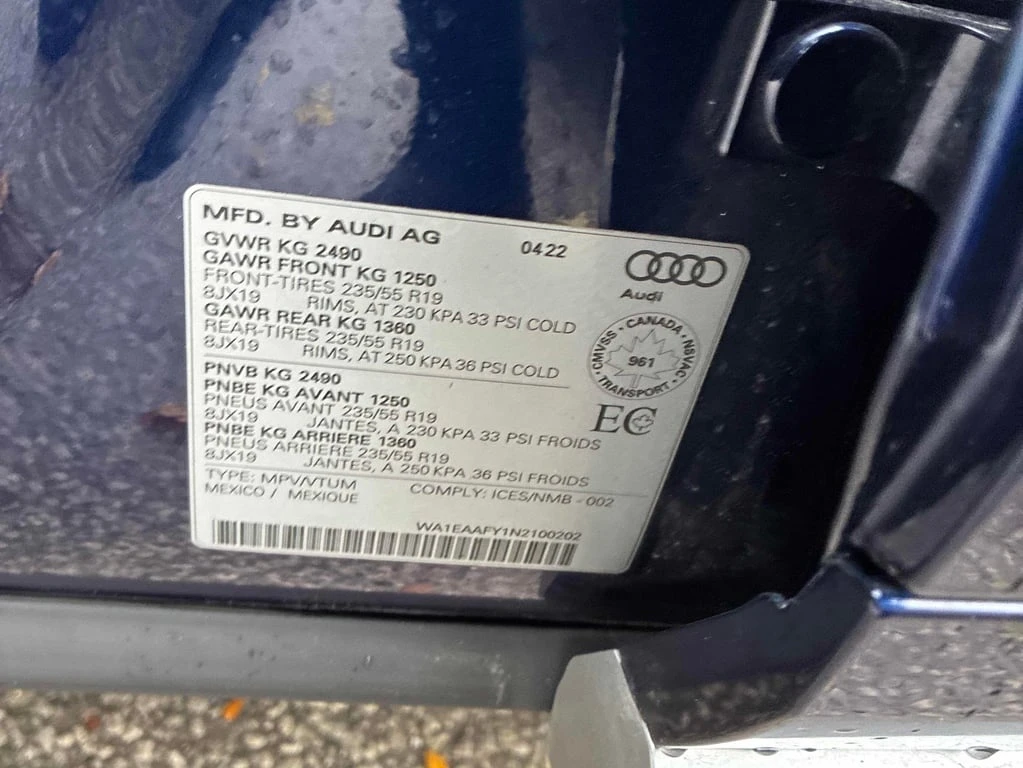 MFD. BY AUDI AG 0422
GVWR KG 2490
GAWR FRONT KG 1250
FRONT-TIRES 235/55 R19
8JX19 RIMS, AT 230 KPA 33 PSI COLD
GAWR REAR KG 1360
REAR-TIRES 235/55 R19
8JX19 RIMS, AT 250 KPA 36 PSI COLD
Audi
CMVSS · CANADA · NSVAC
961
TRANSPORT
PNVB KG 2490
PNBE KG AVANT 1250
PNEUS AVANT 235/55 R19
8JX19 JANTES, A 230 KPA 33 PSI FROIDS
PNBE KG ARRIERE 1360
PNEUS ARRIERE 235/55 R19
8JX19 JANTES, A 250 KPA 36 PSI FROIDS
EC
TYPE: MPV/VTUM
MEXICO / MEXIQUE COMPLY: ICES/NMB - 002
WA1EAAFY1N2100202